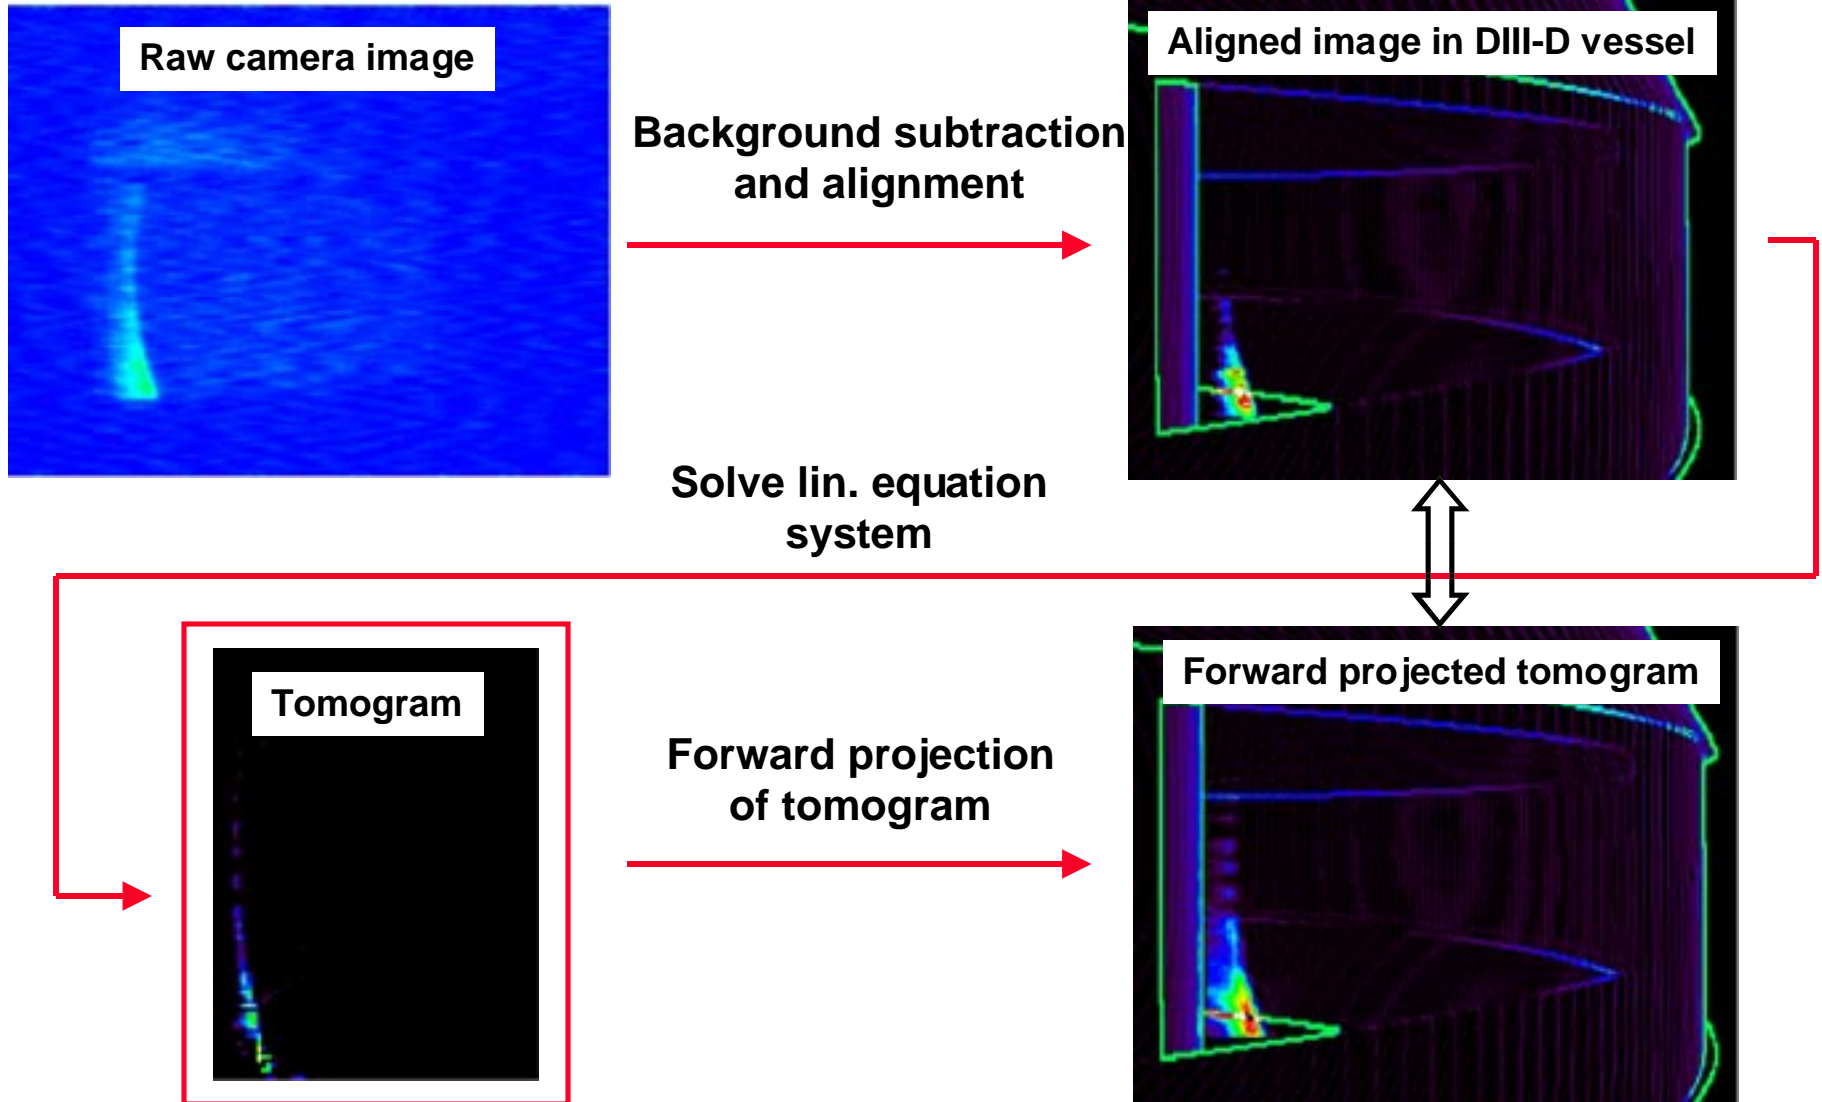 Raw camera image
Aligned image in DIII-D vessel
Background subtraction
and alignment
Solve lin. equation
system
Tomogram
Forward projection
of tomogram
Forward projected tomogram